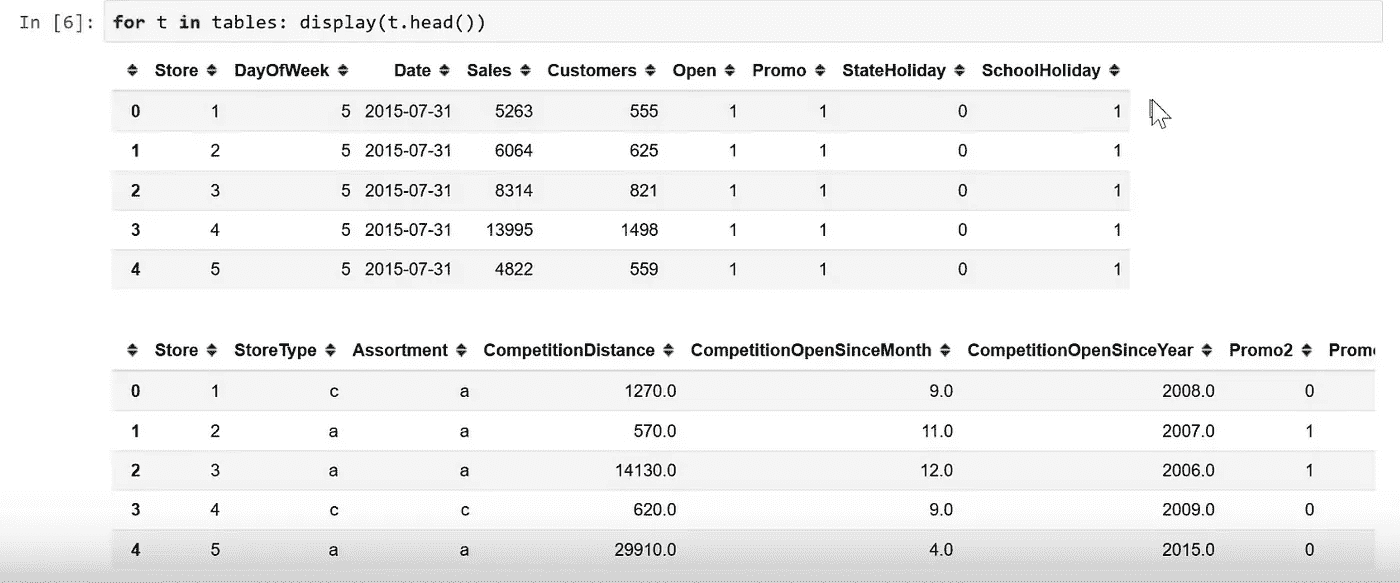 In [6]: for t in tables: display(t.head())
Store DayOfWeek Date Sales Customers Open Promo StateHoliday SchoolHoliday
0 1 5 2015-07-31 5263 555 1 1 0 1
1 2 5 2015-07-31 6064 625 1 1 0 1
2 3 5 2015-07-31 8314 821 1 1 0 1
3 4 5 2015-07-31 13995 1498 1 1 0 1
4 5 5 2015-07-31 4822 559 1 1 0 1
Store StoreType Assortment CompetitionDistance CompetitionOpenSinceMonth CompetitionOpenSinceYear Promo2
0 1 c a 1270.0 9.0 2008.0 0
1 2 a a 570.0 11.0 2007.0 1
2 3 a a 14130.0 12.0 2006.0 1
3 4 c c 620.0 9.0 2009.0 0
4 5 a a 29910.0 4.0 2015.0 0